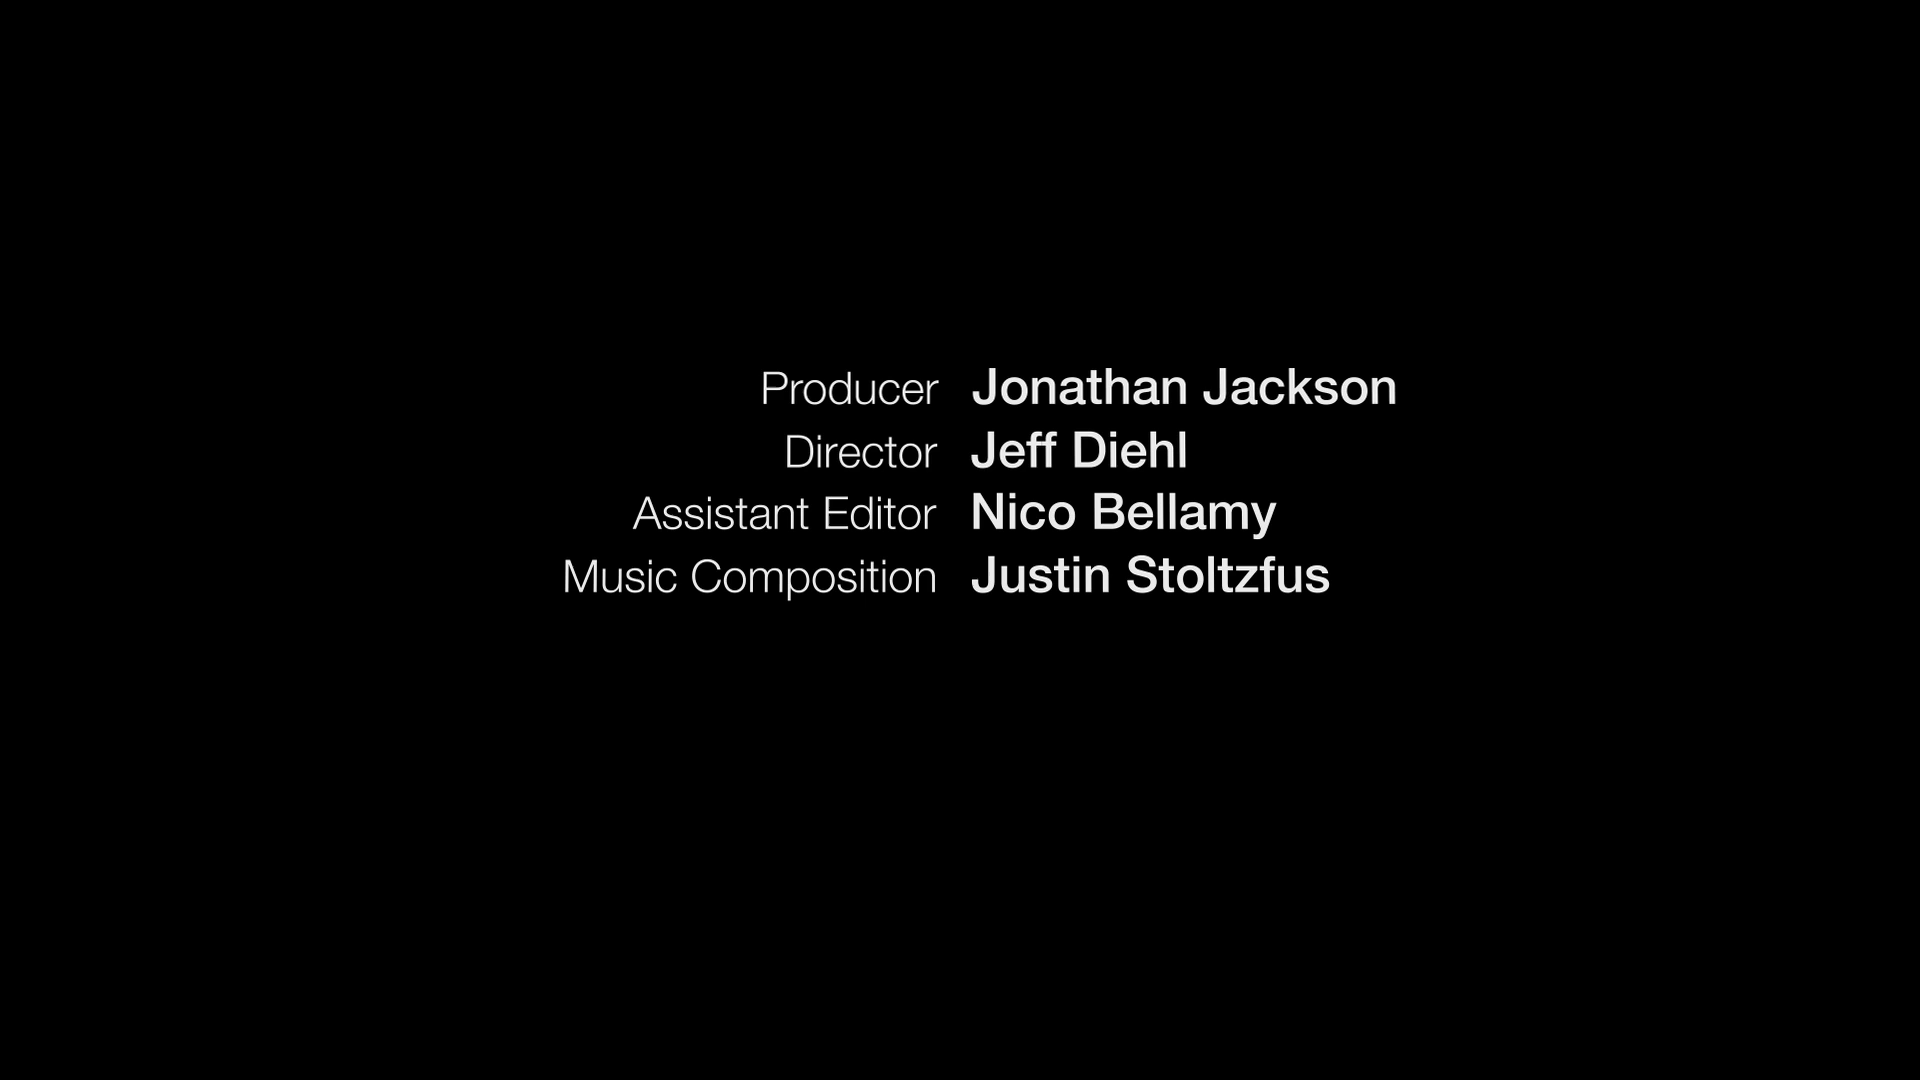 Producer Jonathan Jackson
Director Jeff Diehl
Assistant Editor Nico Bellamy
Music Composition Justin Stoltzfus